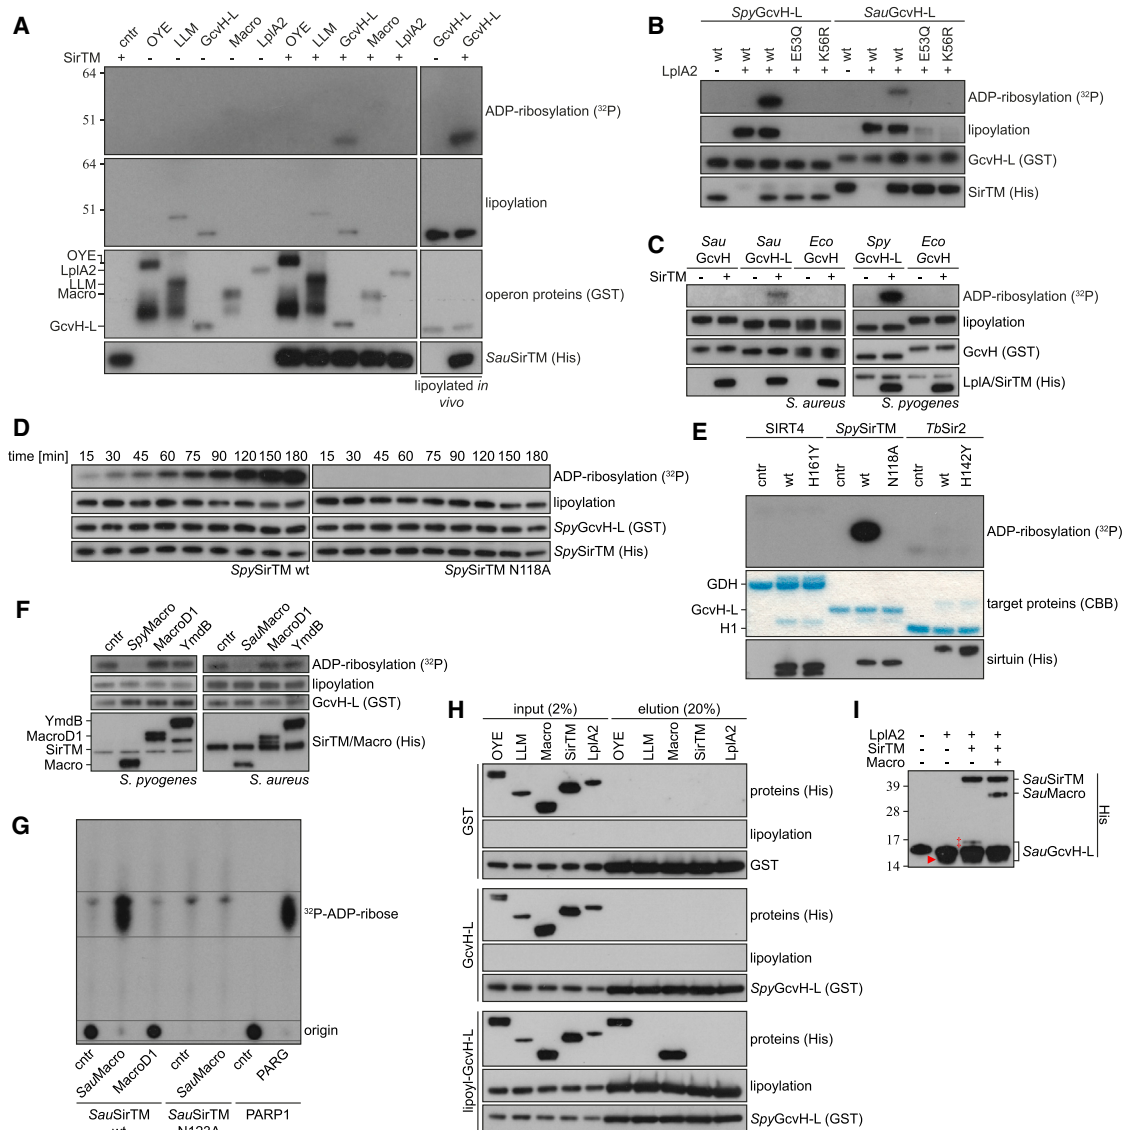 A
cntr OYE LLM GcvH-L Macro LplA2 OYE LLM GcvH-L Macro LplA2 GcvH-L GcvH-L
SirTM + - - - - - + + + + + - +
64
51
ADP-ribosylation (32P)
64
51
lipoylation
OYE
LplA2
LLM
Macro
GcvH-L
operon proteins (GST)
SauSirTM (His)
lipoylated in
vivo
B
SpyGcvH-L SauGcvH-L
wt wt wt E53Q K56R wt wt wt E53Q K56R
LplA2 - + + + + - + + + +
ADP-ribosylation (32P)
lipoylation
GcvH-L (GST)
SirTM (His)
C
Sau GcvH Sau GcvH-L Eco GcvH Spy GcvH-L Eco GcvH
SirTM - + - + - + - + - +
ADP-ribosylation (32P)
lipoylation
GcvH (GST)
LplA/SirTM (His)
S. aureus S. pyogenes
D
time [min] 15 30 45 60 75 90 120 150 180 15 30 45 60 75 90 120 150 180
ADP-ribosylation (32P)
lipoylation
SpyGcvH-L (GST)
SpySirTM (His)
SpySirTM wt SpySirTM N118A
E
SIRT4 SpySirTM TbSir2
cntr wt H161Y cntr wt N118A cntr wt H142Y
ADP-ribosylation (32P)
GDH
GcvH-L
H1
target proteins (CBB)
sirtuin (His)
F
cntr SpyMacro MacroD1 YmdB cntr SauMacro MacroD1 YmdB
ADP-ribosylation (32P)
lipoylation
GcvH-L (GST)
YmdB
MacroD1
SirTM
Macro
SirTM/Macro (His)
S. pyogenes S. aureus
G
32P-ADP-ribose
origin
cntr SauMacro MacroD1 cntr SauMacro cntr PARG
SauSirTM SauSirTM PARP1
wt N123A
H
input (2%) elution (20%)
OYE LLM Macro SirTM LplA2 OYE LLM Macro SirTM LplA2
GST
proteins (His)
lipoylation
GST
GcvH-L
proteins (His)
lipoylation
SpyGcvH-L (GST)
lipoyl-GcvH-L
proteins (His)
lipoylation
SpyGcvH-L (GST)
I
LplA2 - + + +
SirTM - - + +
Macro - - - +
39
28
17
14
SauSirTM
SauMacro
SauGcvH-L
His
‡